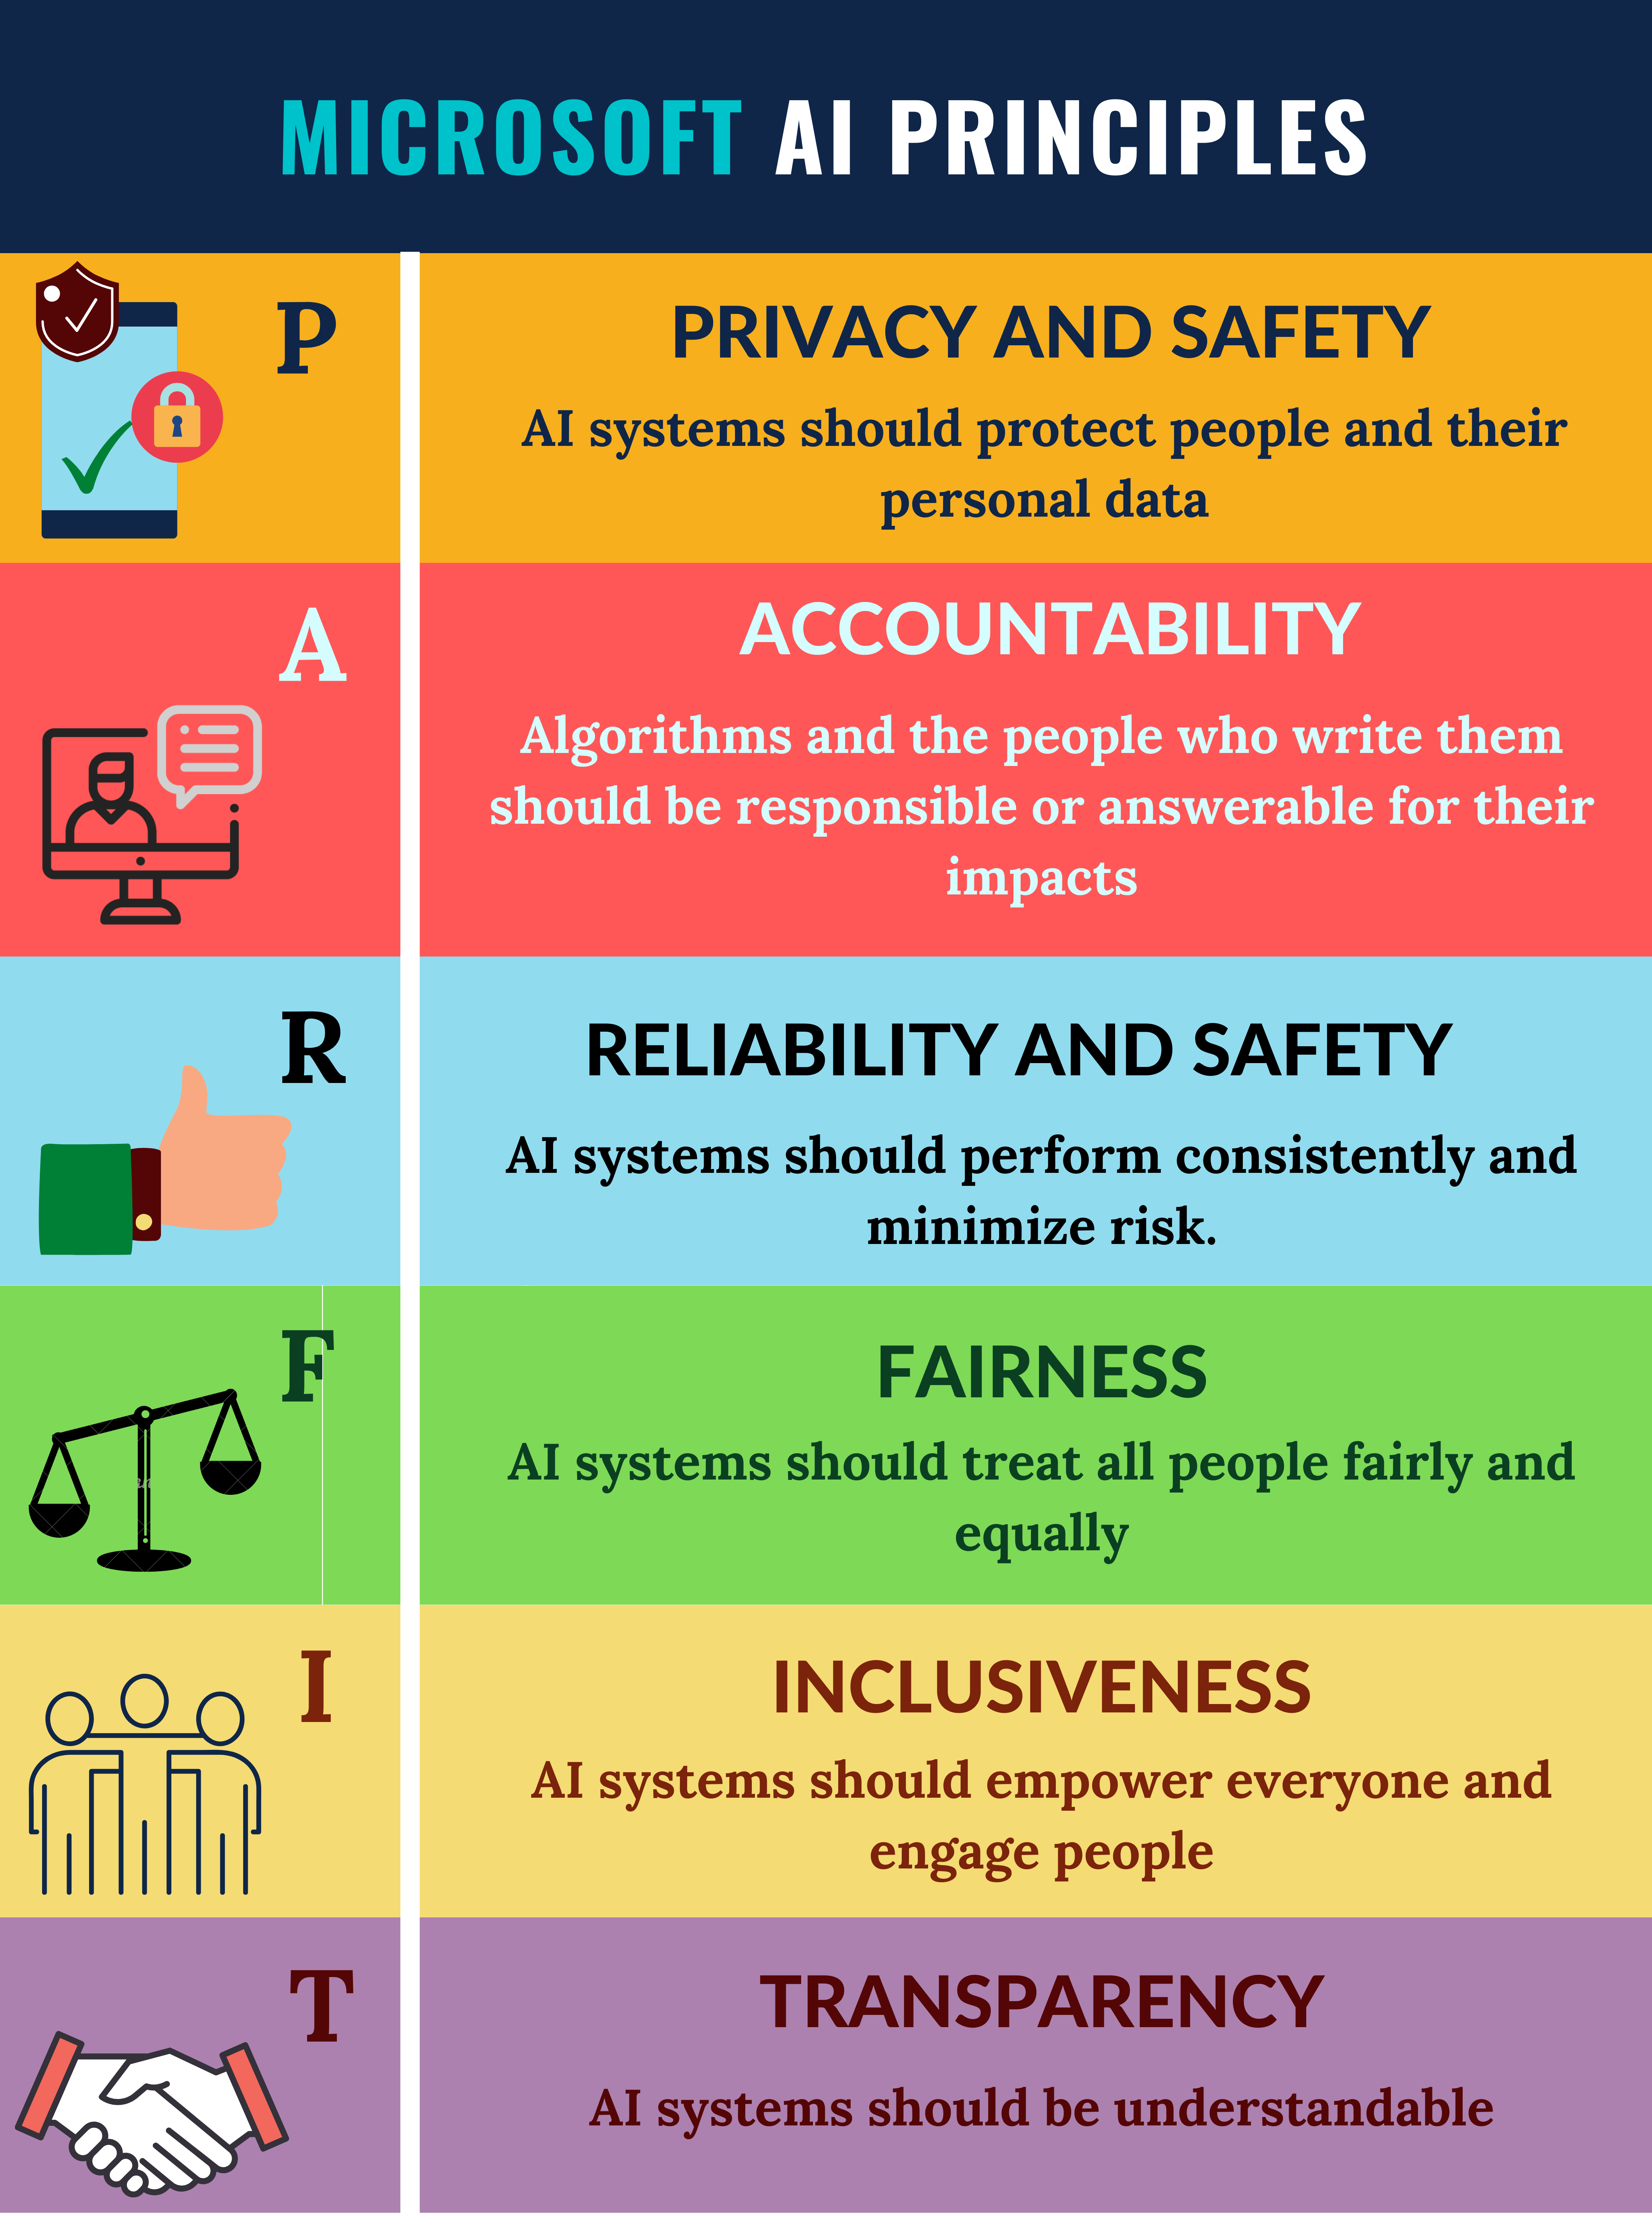 MICROSOFT AI PRINCIPLES
P
PRIVACY AND SAFETY
AI systems should protect people and their
personal data
A
ACCOUNTABILITY
Algorithms and the people who write them
should be responsible or answerable for their
impacts
R
RELIABILITY AND SAFETY
AI systems should perform consistently and
minimize risk.
F
FAIRNESS
AI systems should treat all people fairly and
equally
I
INCLUSIVENESS
AI systems should empower everyone and
engage people
T
TRANSPARENCY
AI systems should be understandable